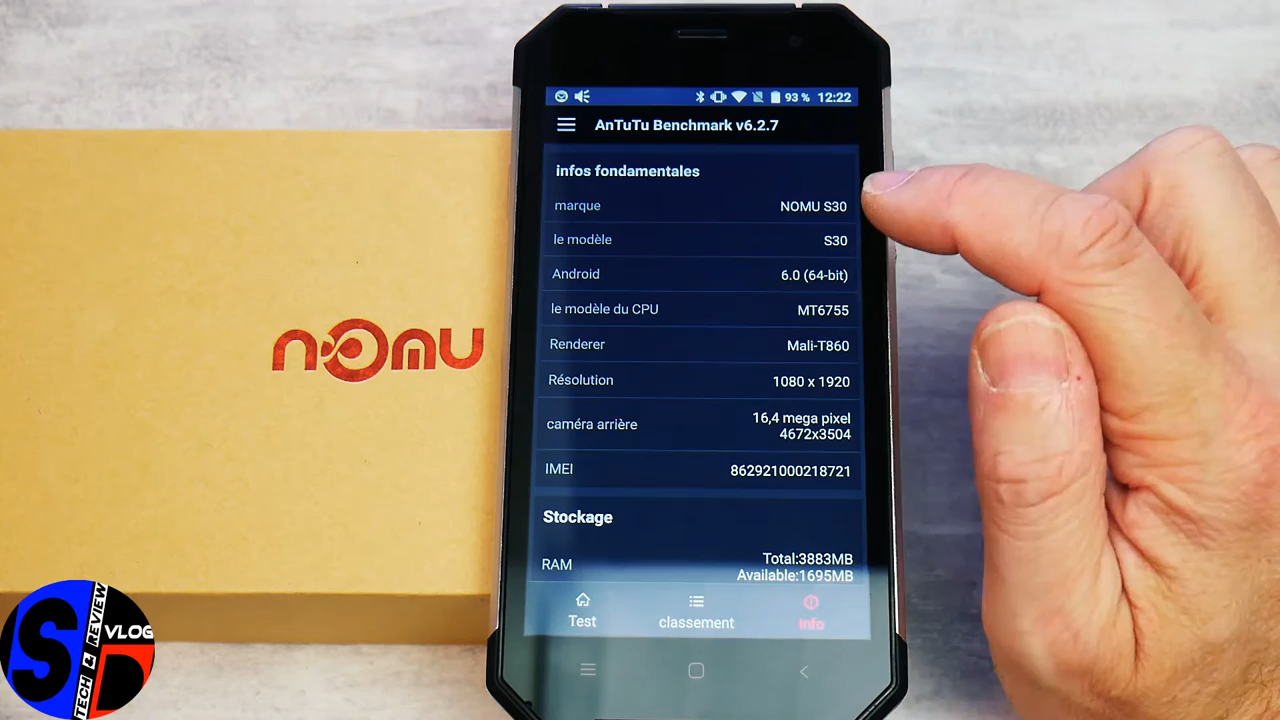 93 % 12:22
AnTuTu Benchmark v6.2.7
infos fondamentales
marque NOMU S30
le modèle S30
Android 6.0 (64-bit)
le modèle du CPU MT6755
Renderer Mali-T860
Résolution 1080 x 1920
caméra arrière 16,4 mega pixel
4672x3504
IMEI 862921000218721
Stockage
RAM Total:3883MB
Available:1695MB
Test classement Info
nomu
SD
TECH & REVIEW
VLOG